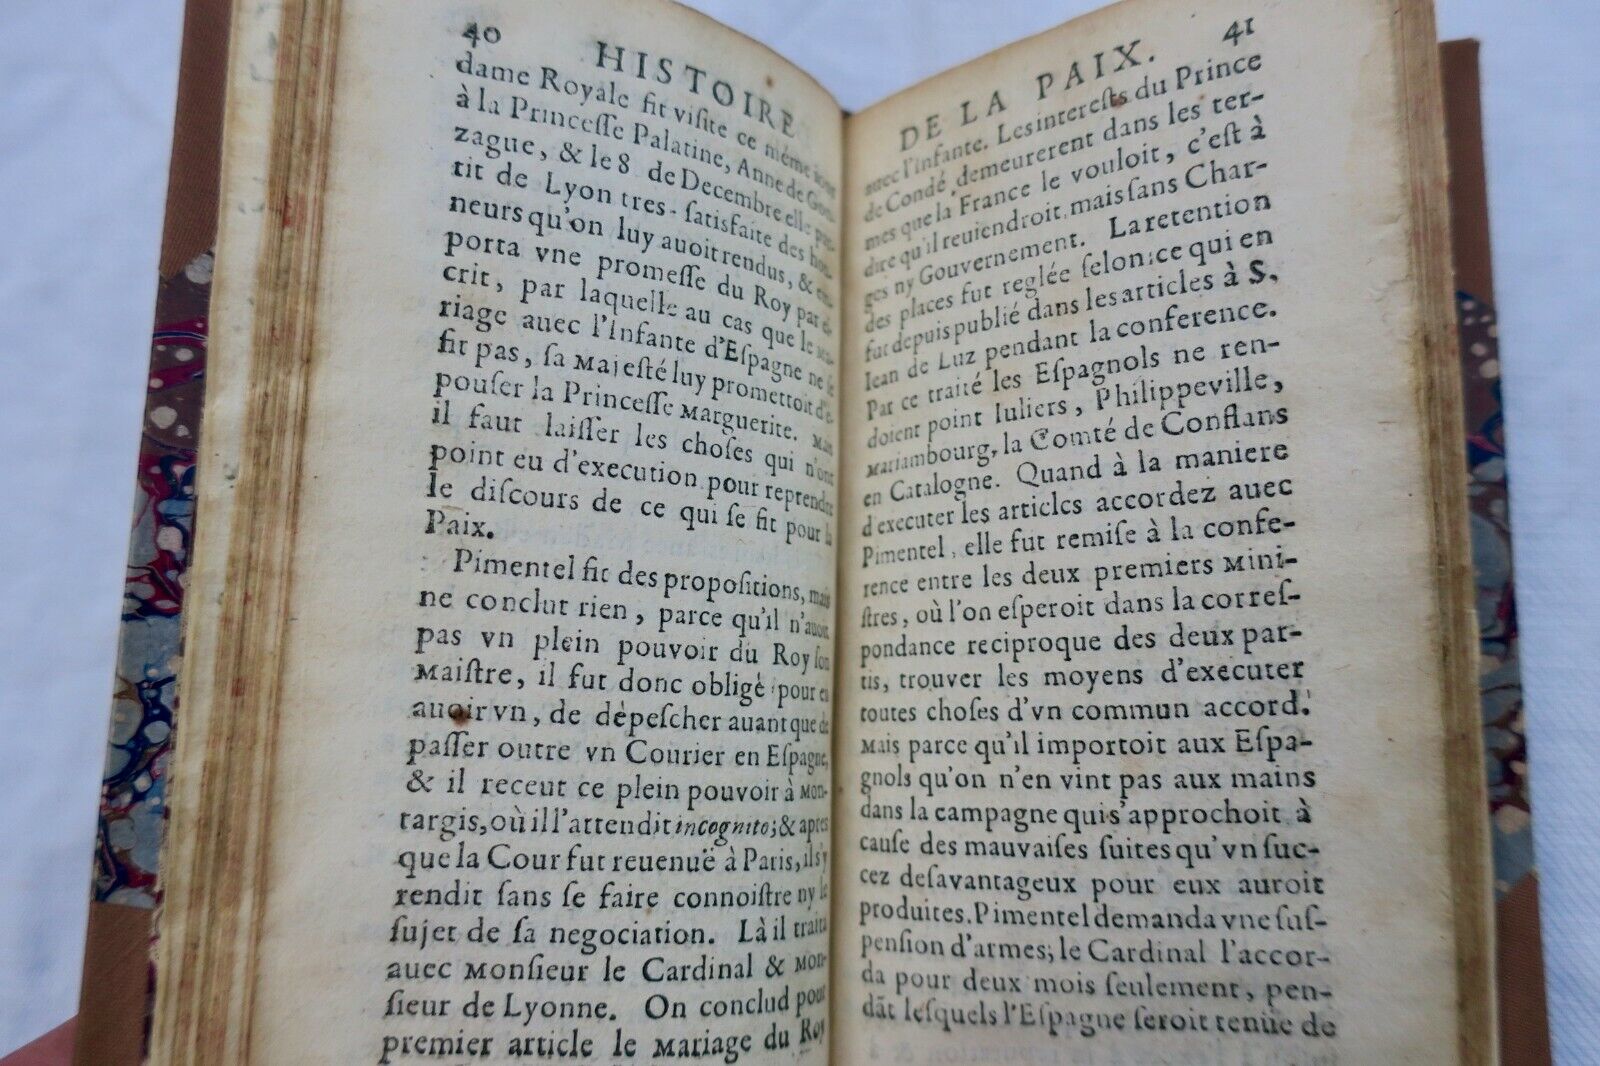 40 HISTOIRE
dame Royale fit viſite ce méme jour
à la Princeſſe Palatine, Anne de Gon-
zague, & le 8 de Decembre elle par-
tit de Lyon tres-ſatisfaite des hon-
neurs qu'on luy auoit rendus, & em-
porta vne promeſſe du Roy par eſ-
crit, par laquelle au cas que le Ma-
riage auec l'Infante d'Eſpagne ne ſe
fit pas, ſa Majeſté luy promettoit d'e-
pouſer la Princeſſe Marguerite. Mais
il faut laiſſer les choſes qui n'ont
point eu d'execution pour reprendre
le diſcours de ce qui ſe fit pour la
Paix.
Pimentel fit des propoſitions, mais
ne conclut rien, parce qu'il n'auoit
pas vn plein pouvoir du Roy ſon
Maiſtre, il fut donc obligé pour en
auoir vn, de dépeſcher auant que de
paſſer outre vn Courier en Eſpagne,
& il receut ce plein pouvoir à Mon-
targis, où il l'attendit incognito; & apres
que la Cour fut reuenuë à Paris, il s'y
rendit ſans ſe faire connoiſtre ny le
ſujet de ſa negociation. Là il traita
auec Monſieur le Cardinal & Mon-
ſieur de Lyonne. On conclud pour
premier article le Mariage du Roy
DE LA PAIX. 41
auec l'Infante. Les intereſts du Prince
de Condé demeurerent dans les ter-
mes que la France le vouloit, c'eſt à
dire qu'il reuiendroit, mais ſans Char-
ges ny Gouvernement. La retention
des places fut reglée ſelon ce qui en
fut depuis publié dans les articles à S.
Iean de Luz pendant la conference.
Par ce traité les Eſpagnols ne ren-
doient point Iuliers, Philippeville,
Mariambourg, la Comté de Conflans
en Catalogne. Quand à la maniere
d'executer les articles accordez auec
Pimentel, elle fut remiſe à la confe-
rence entre les deux premiers Mini-
ſtres, où l'on eſperoit dans la correſ-
pondance reciproque des deux par-
tis, trouver les moyens d'executer
toutes choſes d'vn commun accord.
Mais parce qu'il importoit aux Eſpa-
gnols qu'on n'en vint pas aux mains
dans la campagne qui s'approchoit à
cauſe des mauvaiſes ſuites qu'vn ſuc-
cez deſavantageux pour eux auroit
produites. Pimentel demanda vne ſuſ-
penſion d'armes; le Cardinal l'accor-
da pour deux mois ſeulement, pen-
dāt leſquels l'Eſpagne ſeroit tenüe de